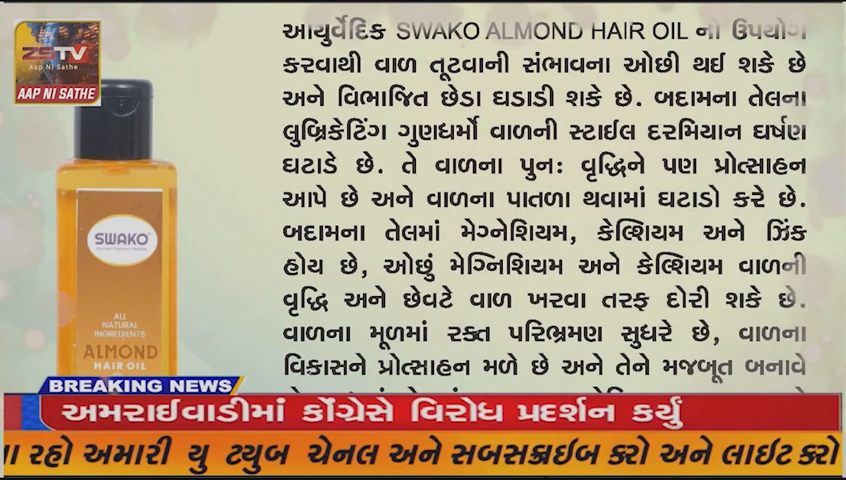 ZSTV
Aap Ni Sathe
AAP NI SATHE
આયુર્વેદિક SWAKO ALMOND HAIR OIL નો ઉપયોગ
કરવાથી વાળ તૂટવાની સંભાવના ઓછી થઈ શકે છે
અને વિભાજિત છેડા ઘડાડી શકે છે. બદામના તેલના
લુબ્રિકેટિંગ ગુણધર્મો વાળની સ્ટાઈલ દરમિયાન ઘર્ષણ
ઘટાડે છે. તે વાળના પુનઃ વૃદ્ધિને પણ પ્રોત્સાહન
આપે છે અને વાળના પાતળા થવામાં ઘટાડો કરે છે.
બદામના તેલમાં મેગ્નેશિયમ, કેલ્શિયમ અને ઝિંક
હોય છે, ઓછું મેગ્નિશિયમ અને કેલ્શિયમ વાળની
વૃદ્ધિ અને છેવટે વાળ ખરવા તરફ દોરી શકે છે.
વાળના મૂળમાં રક્ત પરિભ્રમણ સુધરે છે, વાળના
વિકાસને પ્રોત્સાહન મળે છે અને તેને મજબૂત બનાવે
SWAKO
ALL
NATURAL
INGREDIENTS
ALMOND
HAIR OIL
BREAKING NEWS
અમરાઈવાડીમાં કોંગ્રેસે વિરોધ પ્રદર્શન કર્યું
રહો અમારી યુ ટ્યુબ ચેનલ અને સબસ્ક્રાઇબ કરો અને લાઈટ કરો